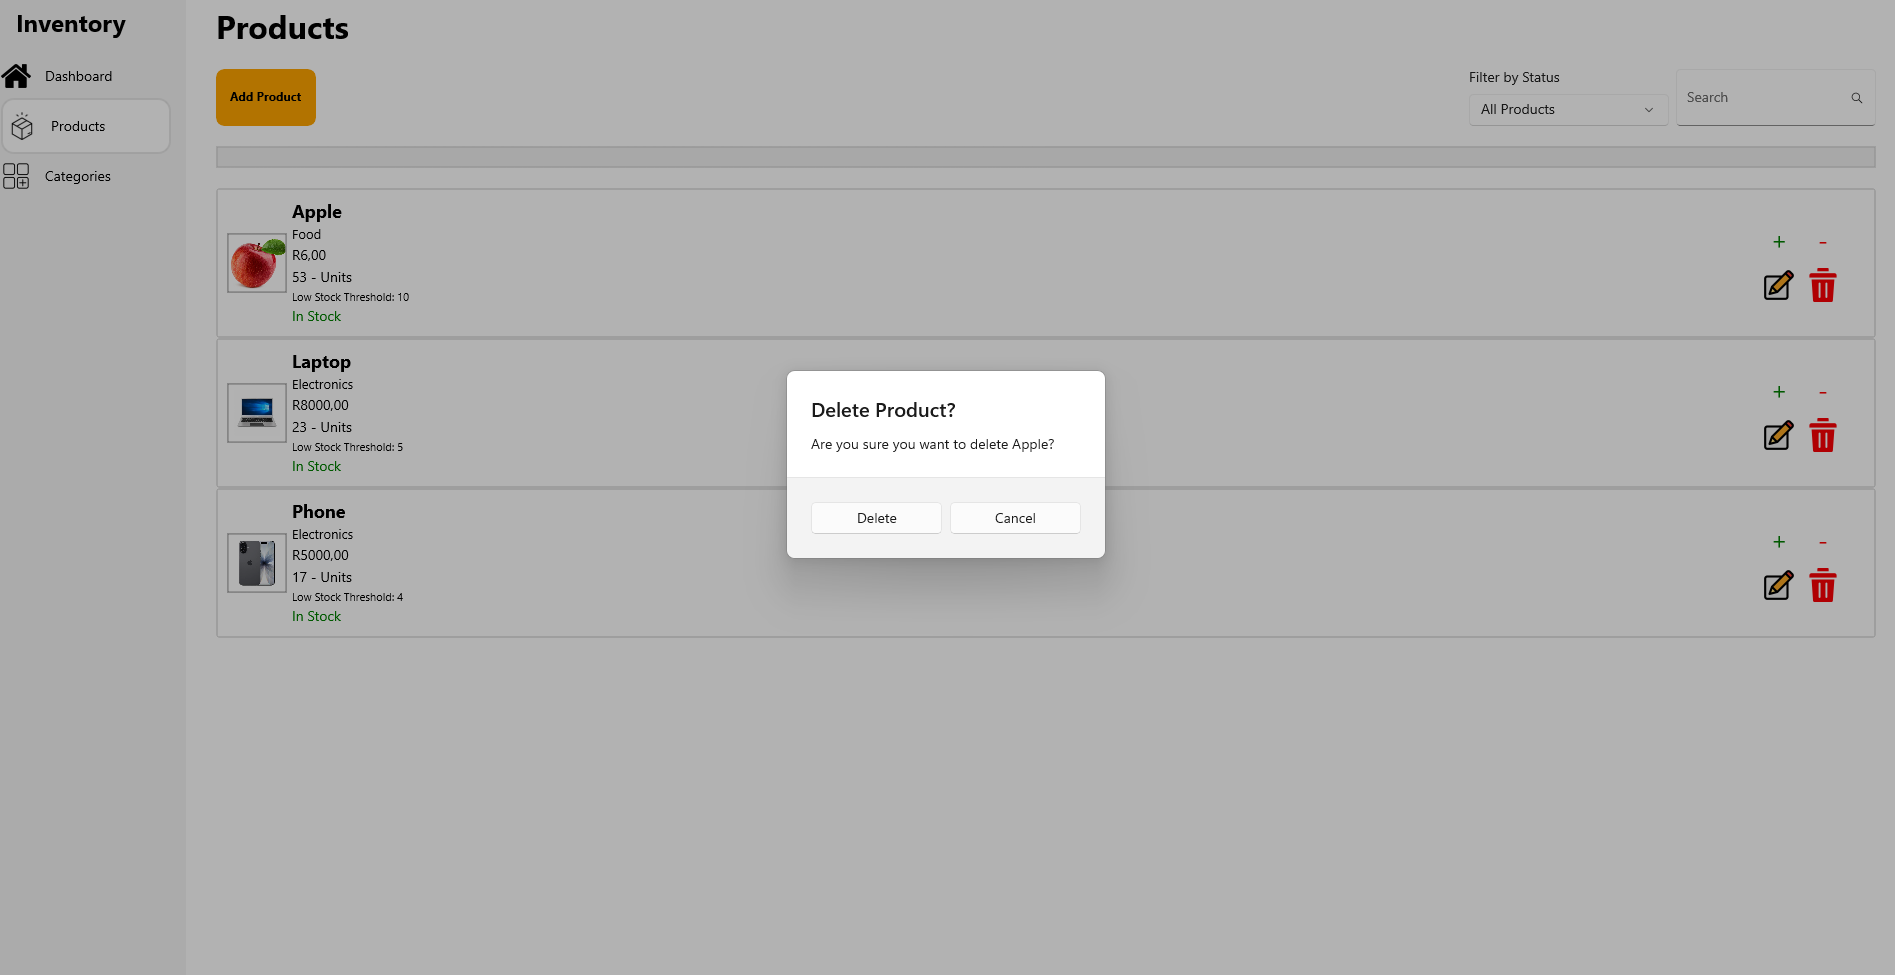 Inventory
Dashboard
Products
Categories
Products
Add Product
Filter by Status
All Products
Search
Apple
Food
R6,00
53 - Units
Low Stock Threshold: 10
In Stock
+ -
Laptop
Electronics
R8000,00
23 - Units
Low Stock Threshold: 5
In Stock
+ -
Phone
Electronics
R5000,00
17 - Units
Low Stock Threshold: 4
In Stock
+ -
Delete Product?
Are you sure you want to delete Apple?
Delete
Cancel